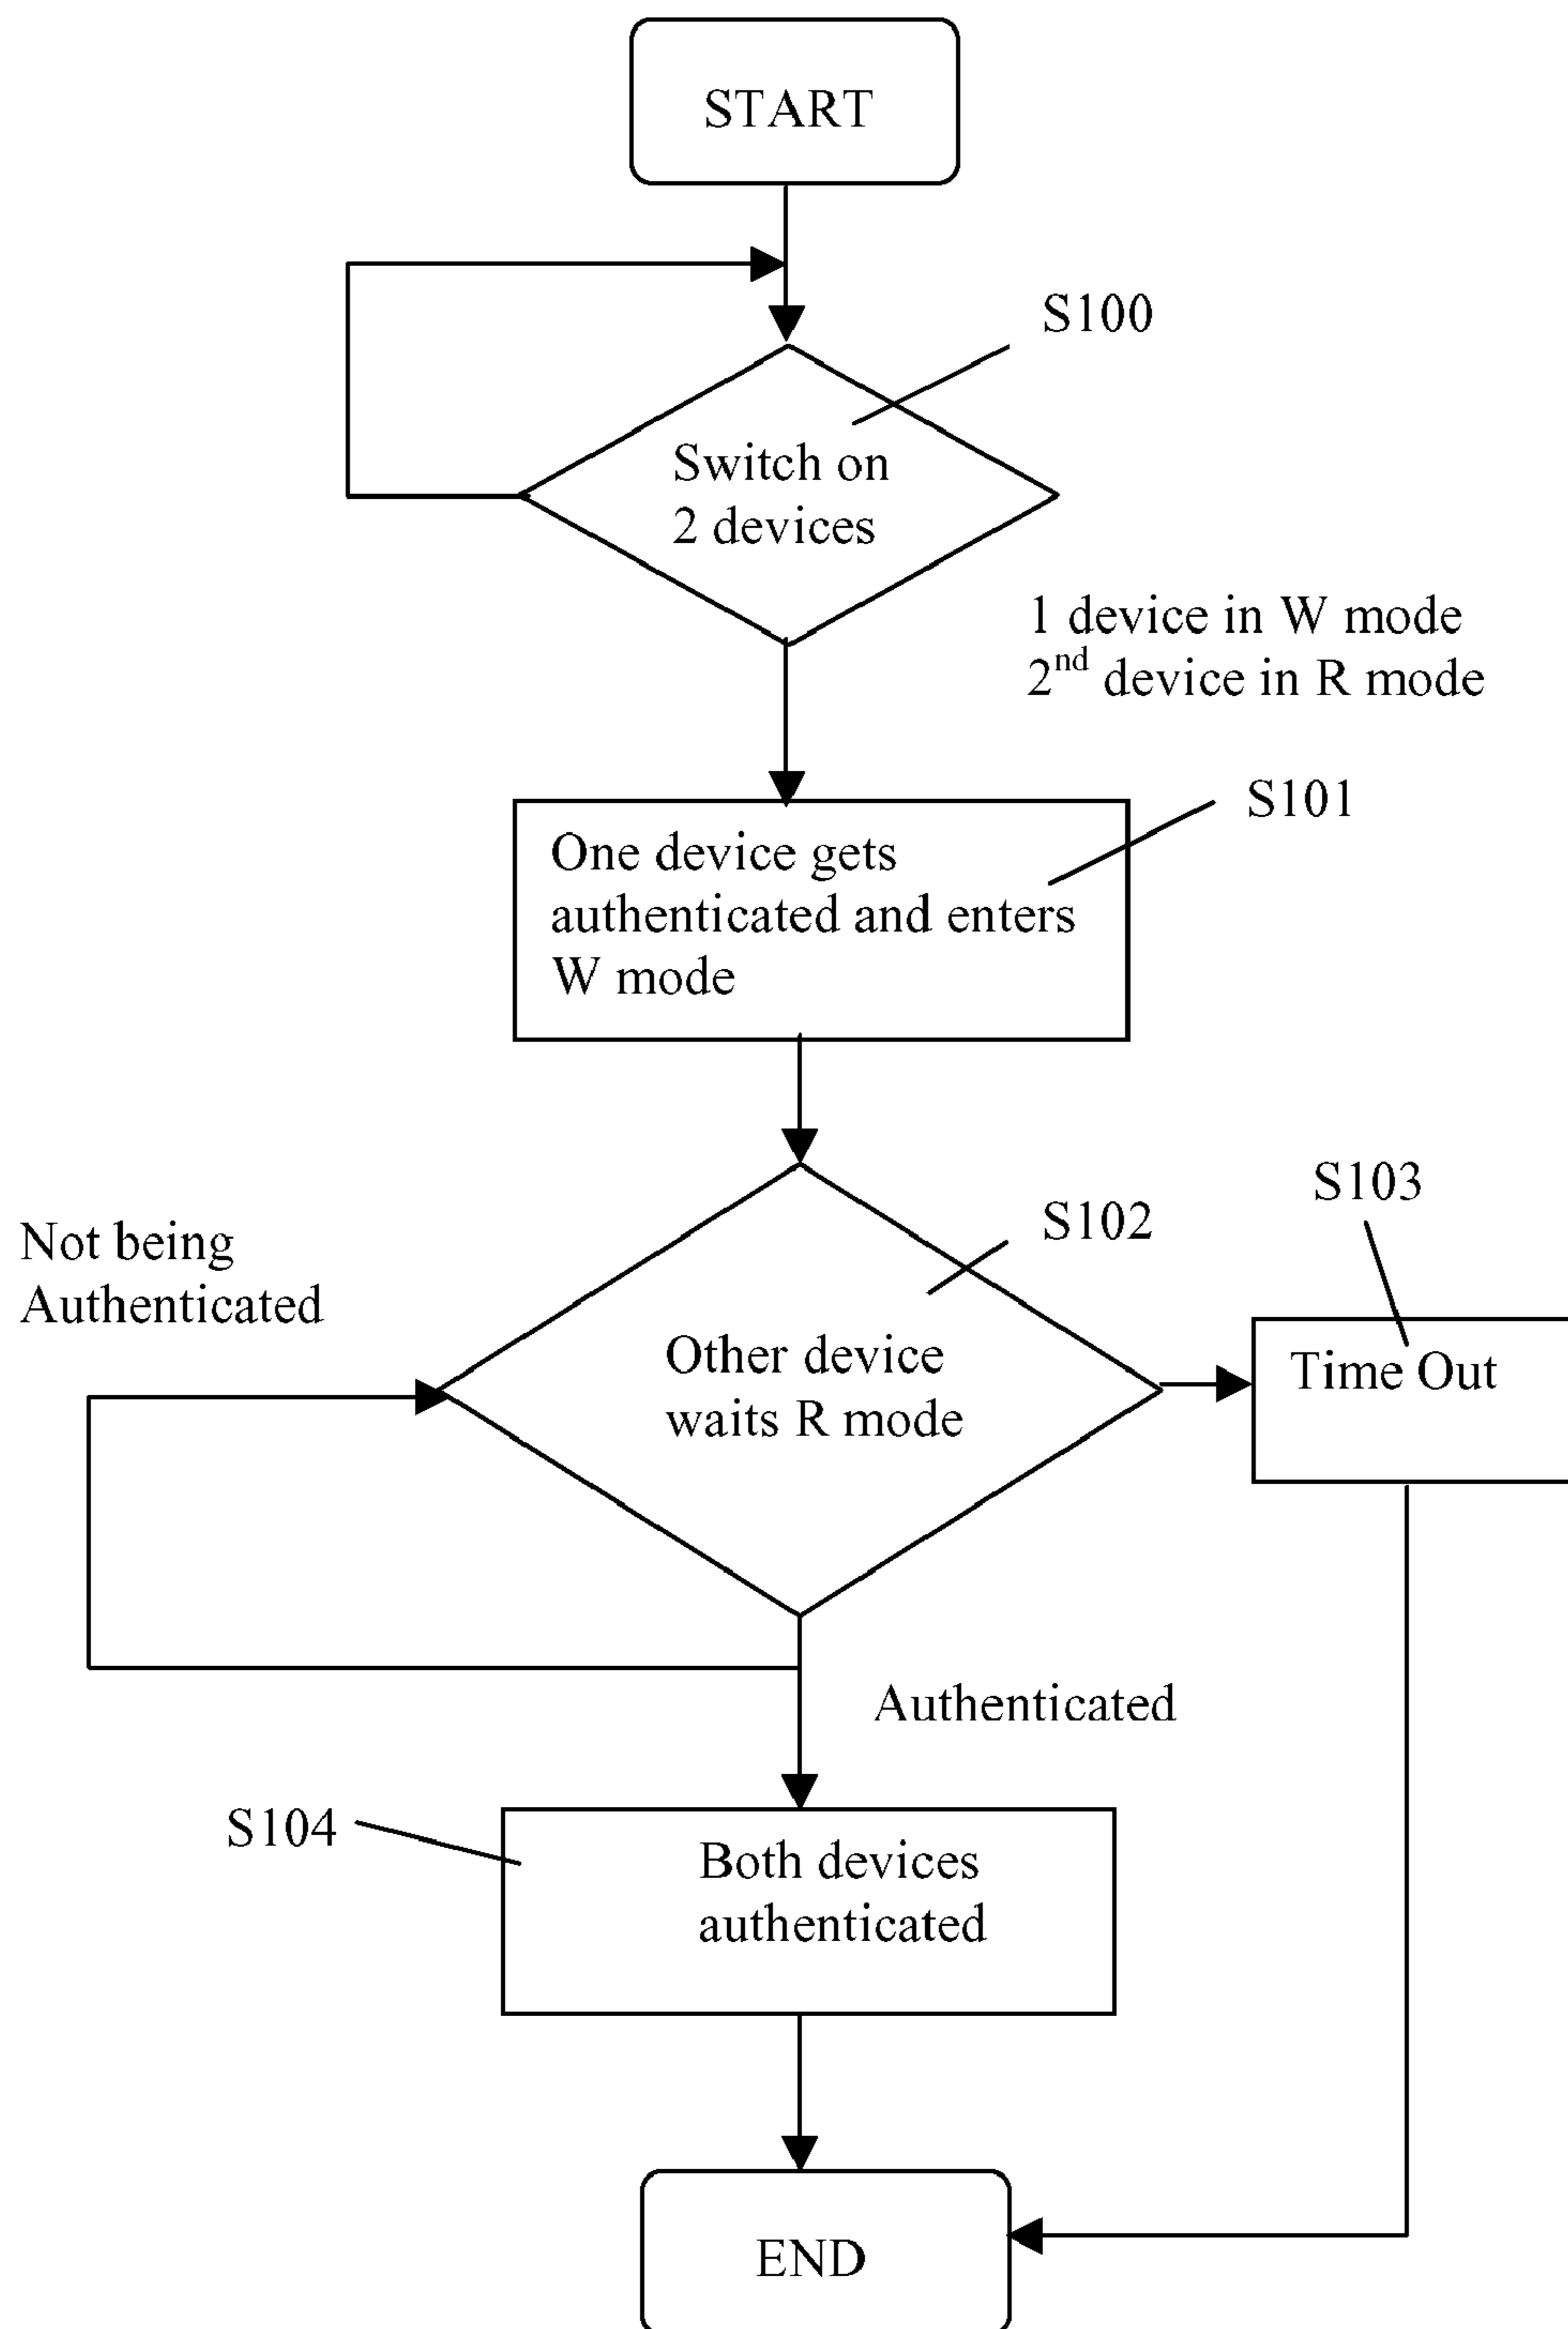 START
S100
Switch on
2 devices
1 device in W mode
2nd device in R mode
S101
One device gets
authenticated and enters
W mode
S103
S102
Not being
Authenticated
Other device
waits R mode
Time Out
Authenticated
S104
Both devices
authenticated
END